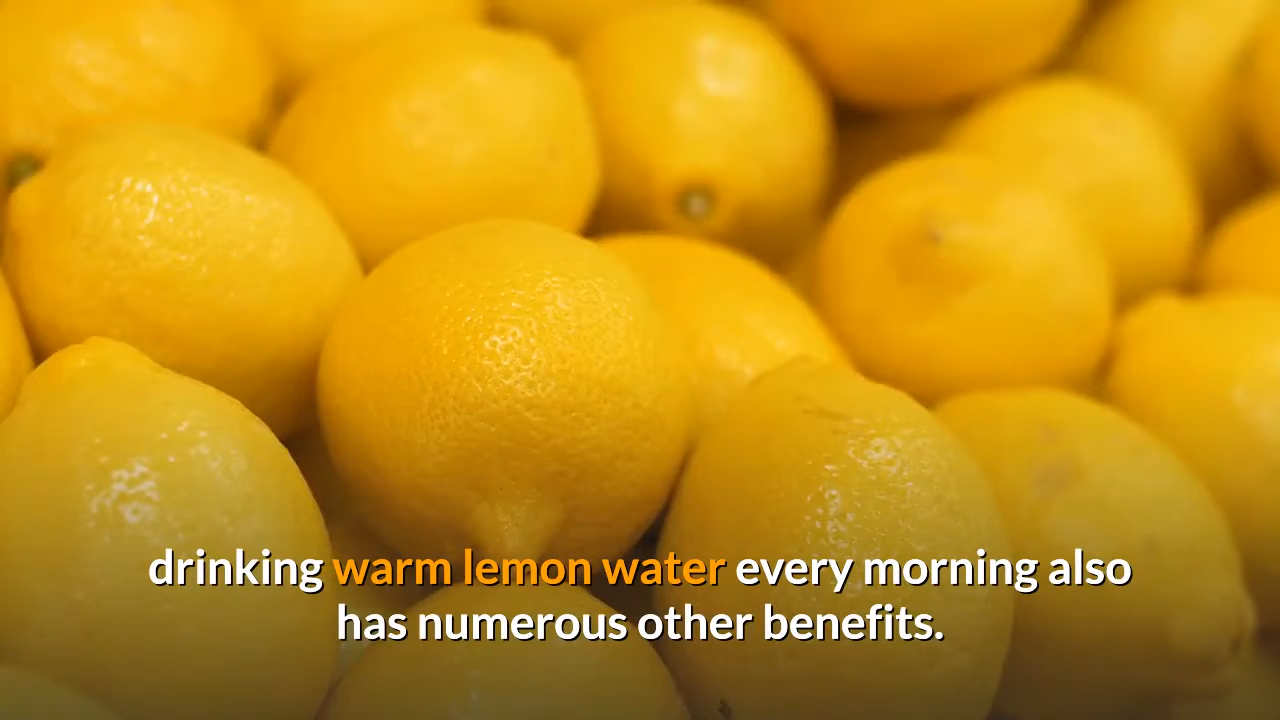 drinking warm lemon water every morning also
has numerous other benefits.